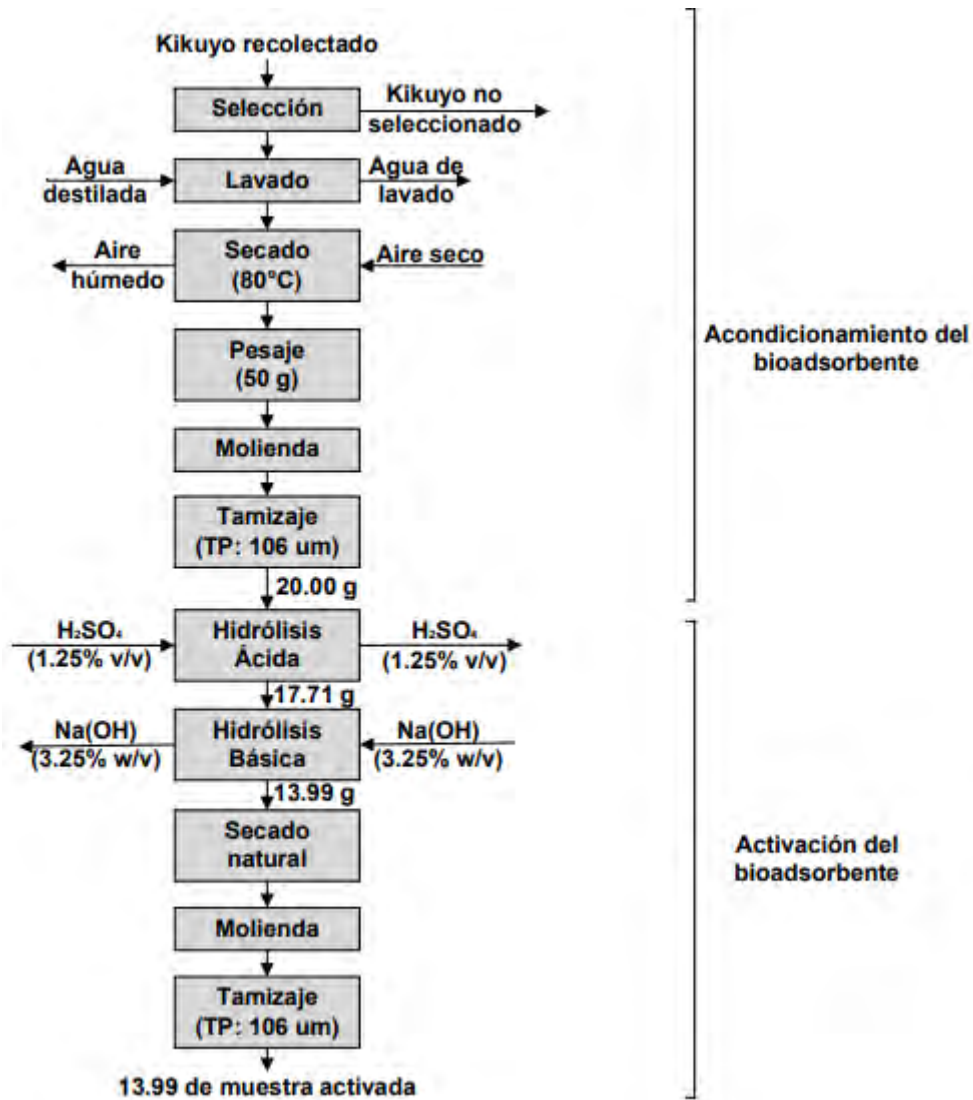 Kikuyo recolectado
Selección
Kikuyo no
seleccionado
Agua
destilada
Lavado
Agua de
lavado
Aire
húmedo
Secado
(80°C)
Aire seco
Pesaje
(50 g)
Molienda
Tamizaje
(TP: 106 um)
20.00 g
Acondicionamiento del
bioadsorbente
H₂SO₄
(1.25% v/v)
Hidrólisis
Ácida
H₂SO₄
(1.25% v/v)
17.71 g
Na(OH)
(3.25% w/v)
Hidrólisis
Básica
Na(OH)
(3.25% w/v)
13.99 g
Secado
natural
Molienda
Tamizaje
(TP: 106 um)
13.99 de muestra activada
Activación del
bioadsorbente